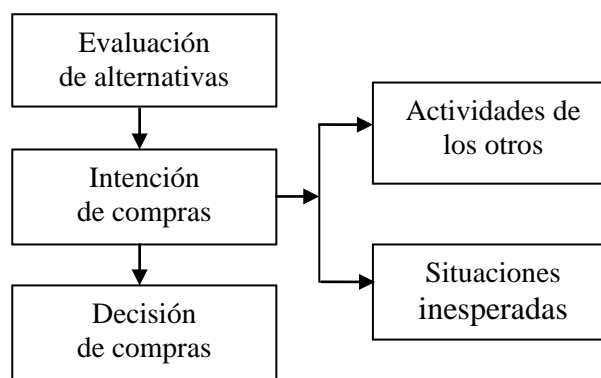 Evaluación
de alternativas
Actividades de
los otros
Intención
de compras
Situaciones
inesperadas
Decisión
de compras